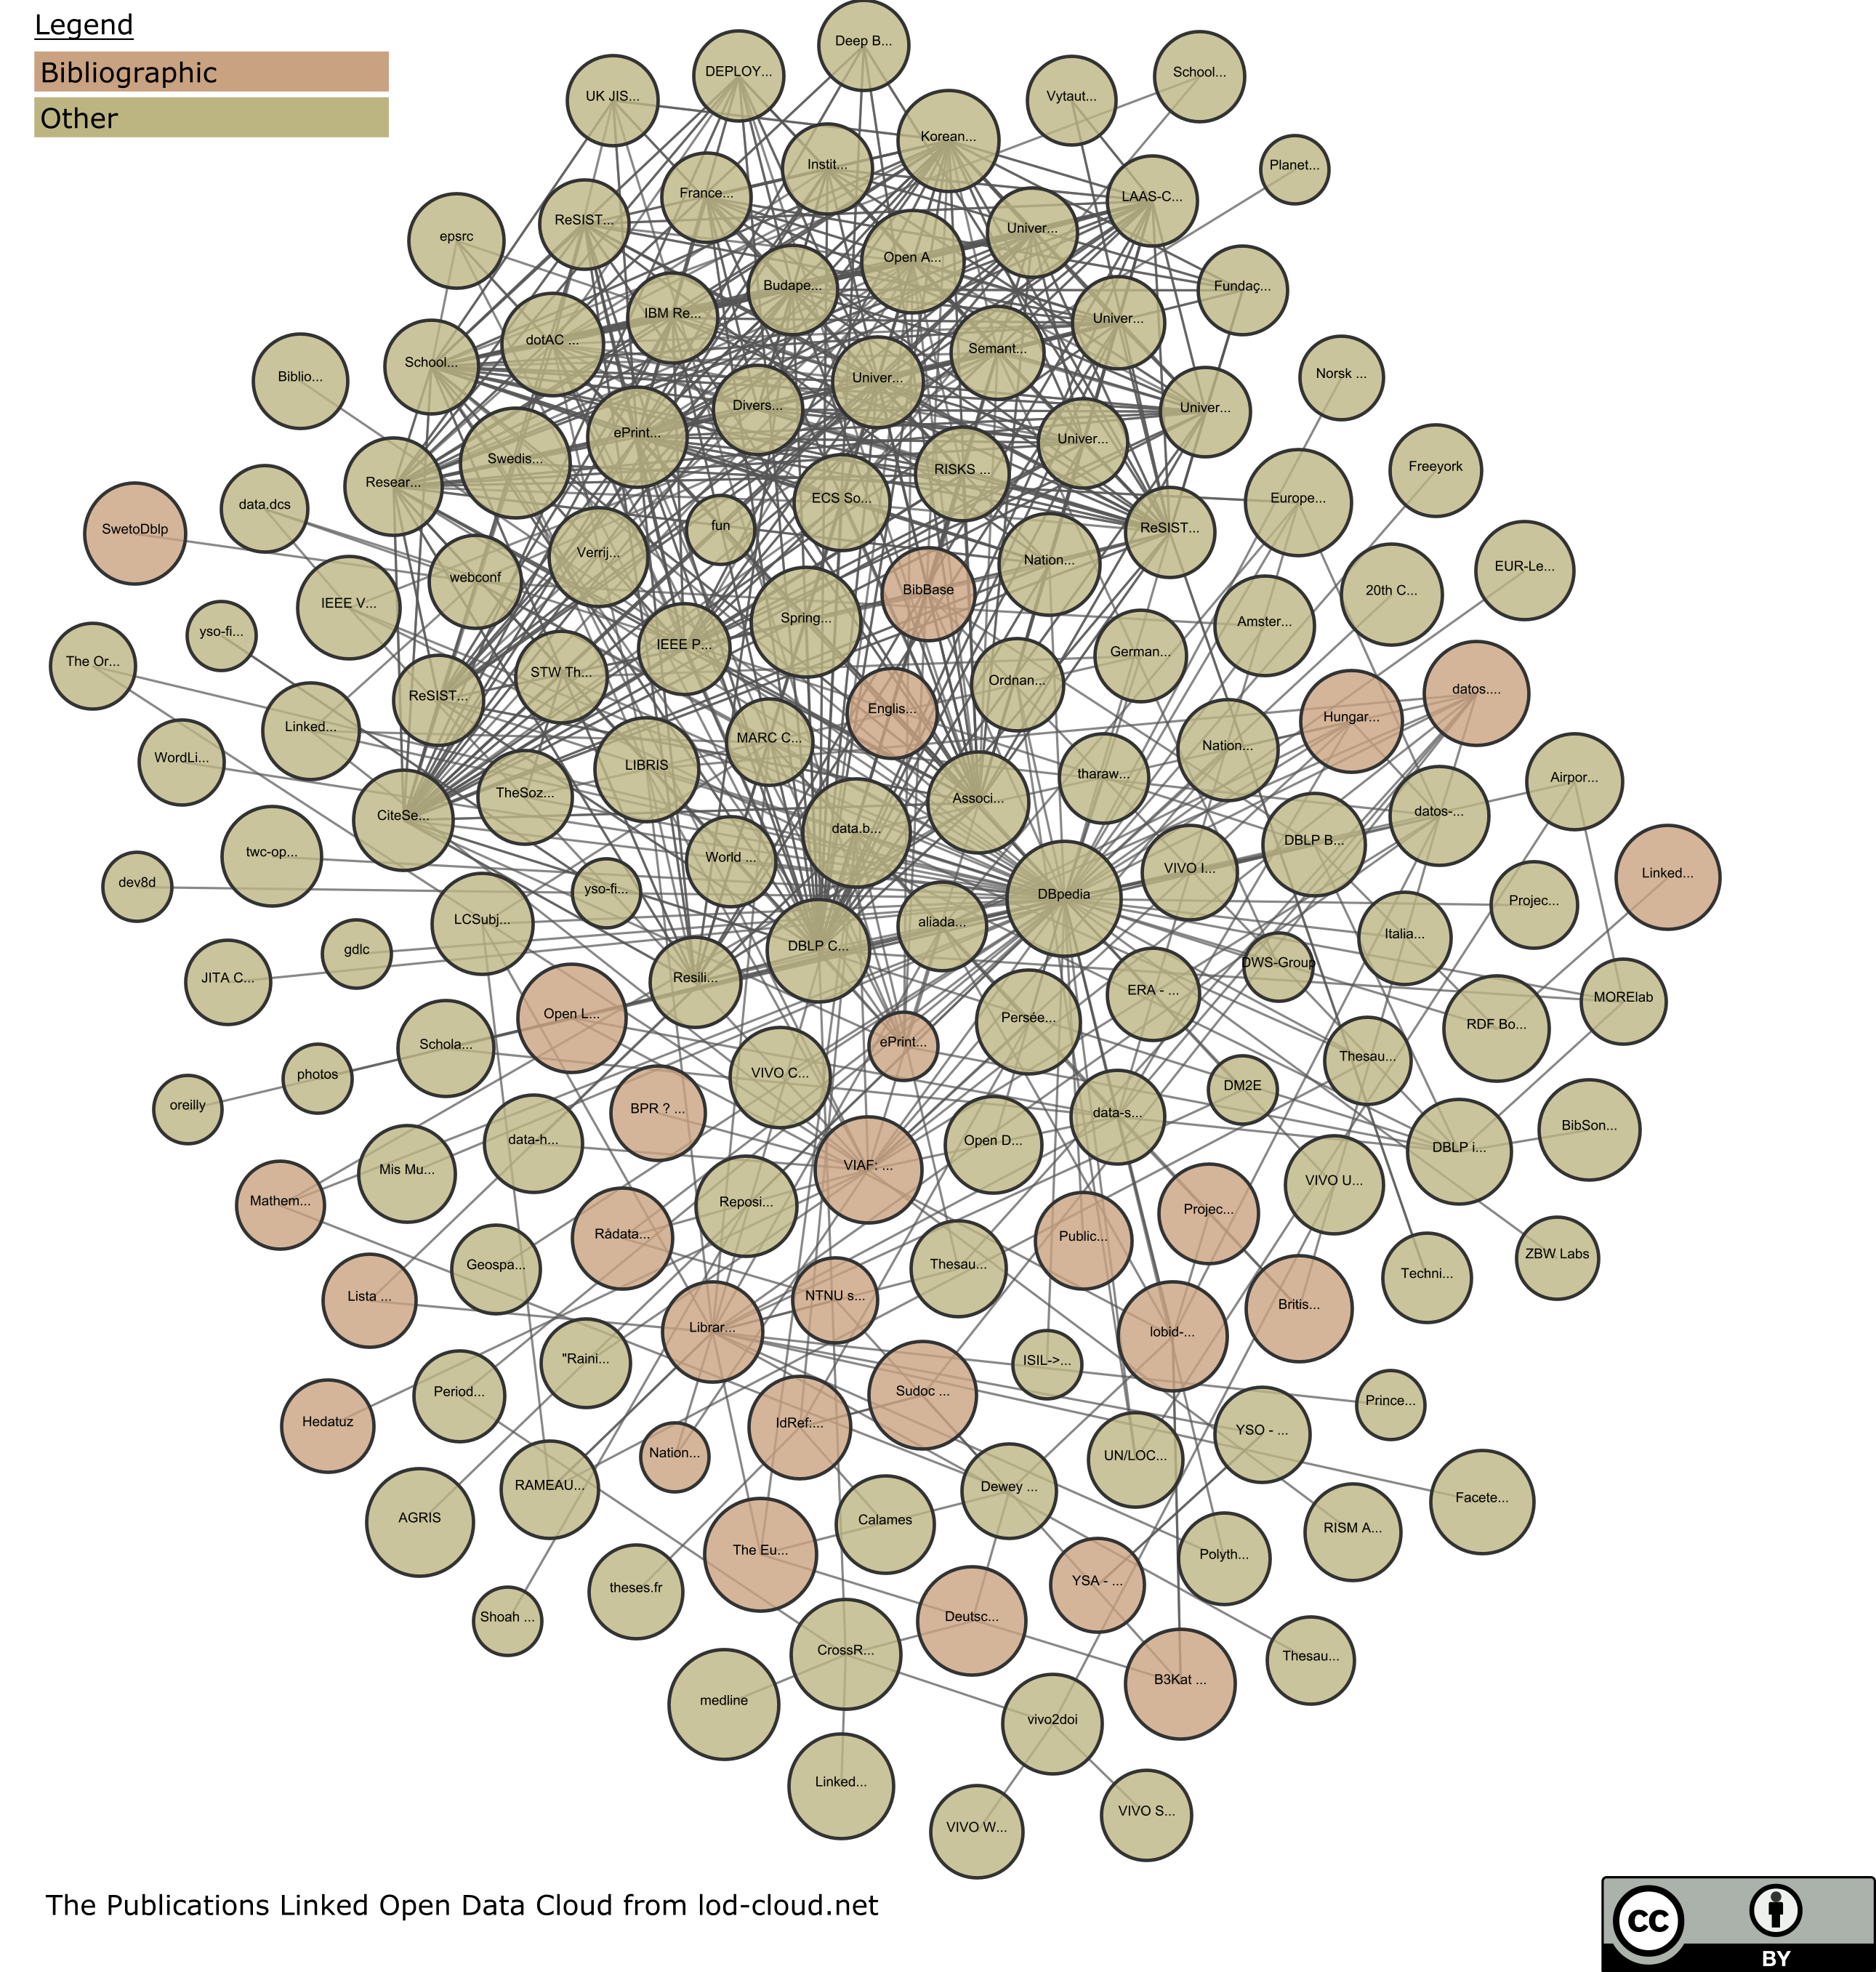 Legend
Bibliographic
Other
Deep B...
DEPLOY...
School...
UK JIS...
Vytaut...
Korean...
Instit...
Planet...
France...
LAAS-C...
ReSIST...
Univer...
epsrc
Open A...
Budape...
Fundaç...
IBM Re...
Univer...
dotAC ...
Semant...
School...
Biblio...
Univer...
Norsk ...
Divers...
Univer...
ePrint...
Univer...
Swedis...
RISKS ...
Freeyork
Resear...
ECS So...
Europe...
data.dcs
SwetoDblp
fun
ReSIST...
Verrij...
Nation...
EUR-Le...
webconf
BibBase
20th C...
IEEE V...
Spring...
Amster...
yso-fi...
IEEE P...
German...
The Or...
STW Th...
Ordnan...
datos....
ReSIST...
Englis...
Hungar...
Linked...
MARC C...
Nation...
WordLi...
LIBRIS
tharaw...
Airpor...
TheSoz...
Associ...
CiteSe...
data.b...
datos-...
DBLP B...
twc-op...
World ...
VIVO I...
Linked...
dev8d
yso-fi...
DBpedia
Projec...
LCSubj...
aliada...
Italia...
DBLP C...
gdlc
DWS-Group
JITA C...
Resili...
ERA - ...
MORElab
Open L...
Persée...
RDF Bo...
Schola...
ePrint...
Thesau...
photos
VIVO C...
DM2E
oreilly
BPR ? ...
data-s...
BibSon...
data-h...
Open D...
DBLP i...
Mis Mu...
VIAF: ...
VIVO U...
Mathem...
Reposi...
Projec...
Rådata...
Public...
ZBW Labs
Geospa...
Thesau...
Techni...
Lista ...
NTNU s...
Britis...
Librar...
lobid-...
"Raini...
ISIL->...
Period...
Sudoc ...
Prince...
Hedatuz
IdRef:...
YSO - ...
Nation...
UN/LOC...
RAMEAU...
Dewey ...
Facete...
AGRIS
Calames
RISM A...
The Eu...
Polyth...
theses.fr
YSA - ...
Shoah ...
Deutsc...
CrossR...
Thesau...
B3Kat ...
medline
vivo2doi
Linked...
VIVO S...
VIVO W...
The Publications Linked Open Data Cloud from lod-cloud.net
cc
BY